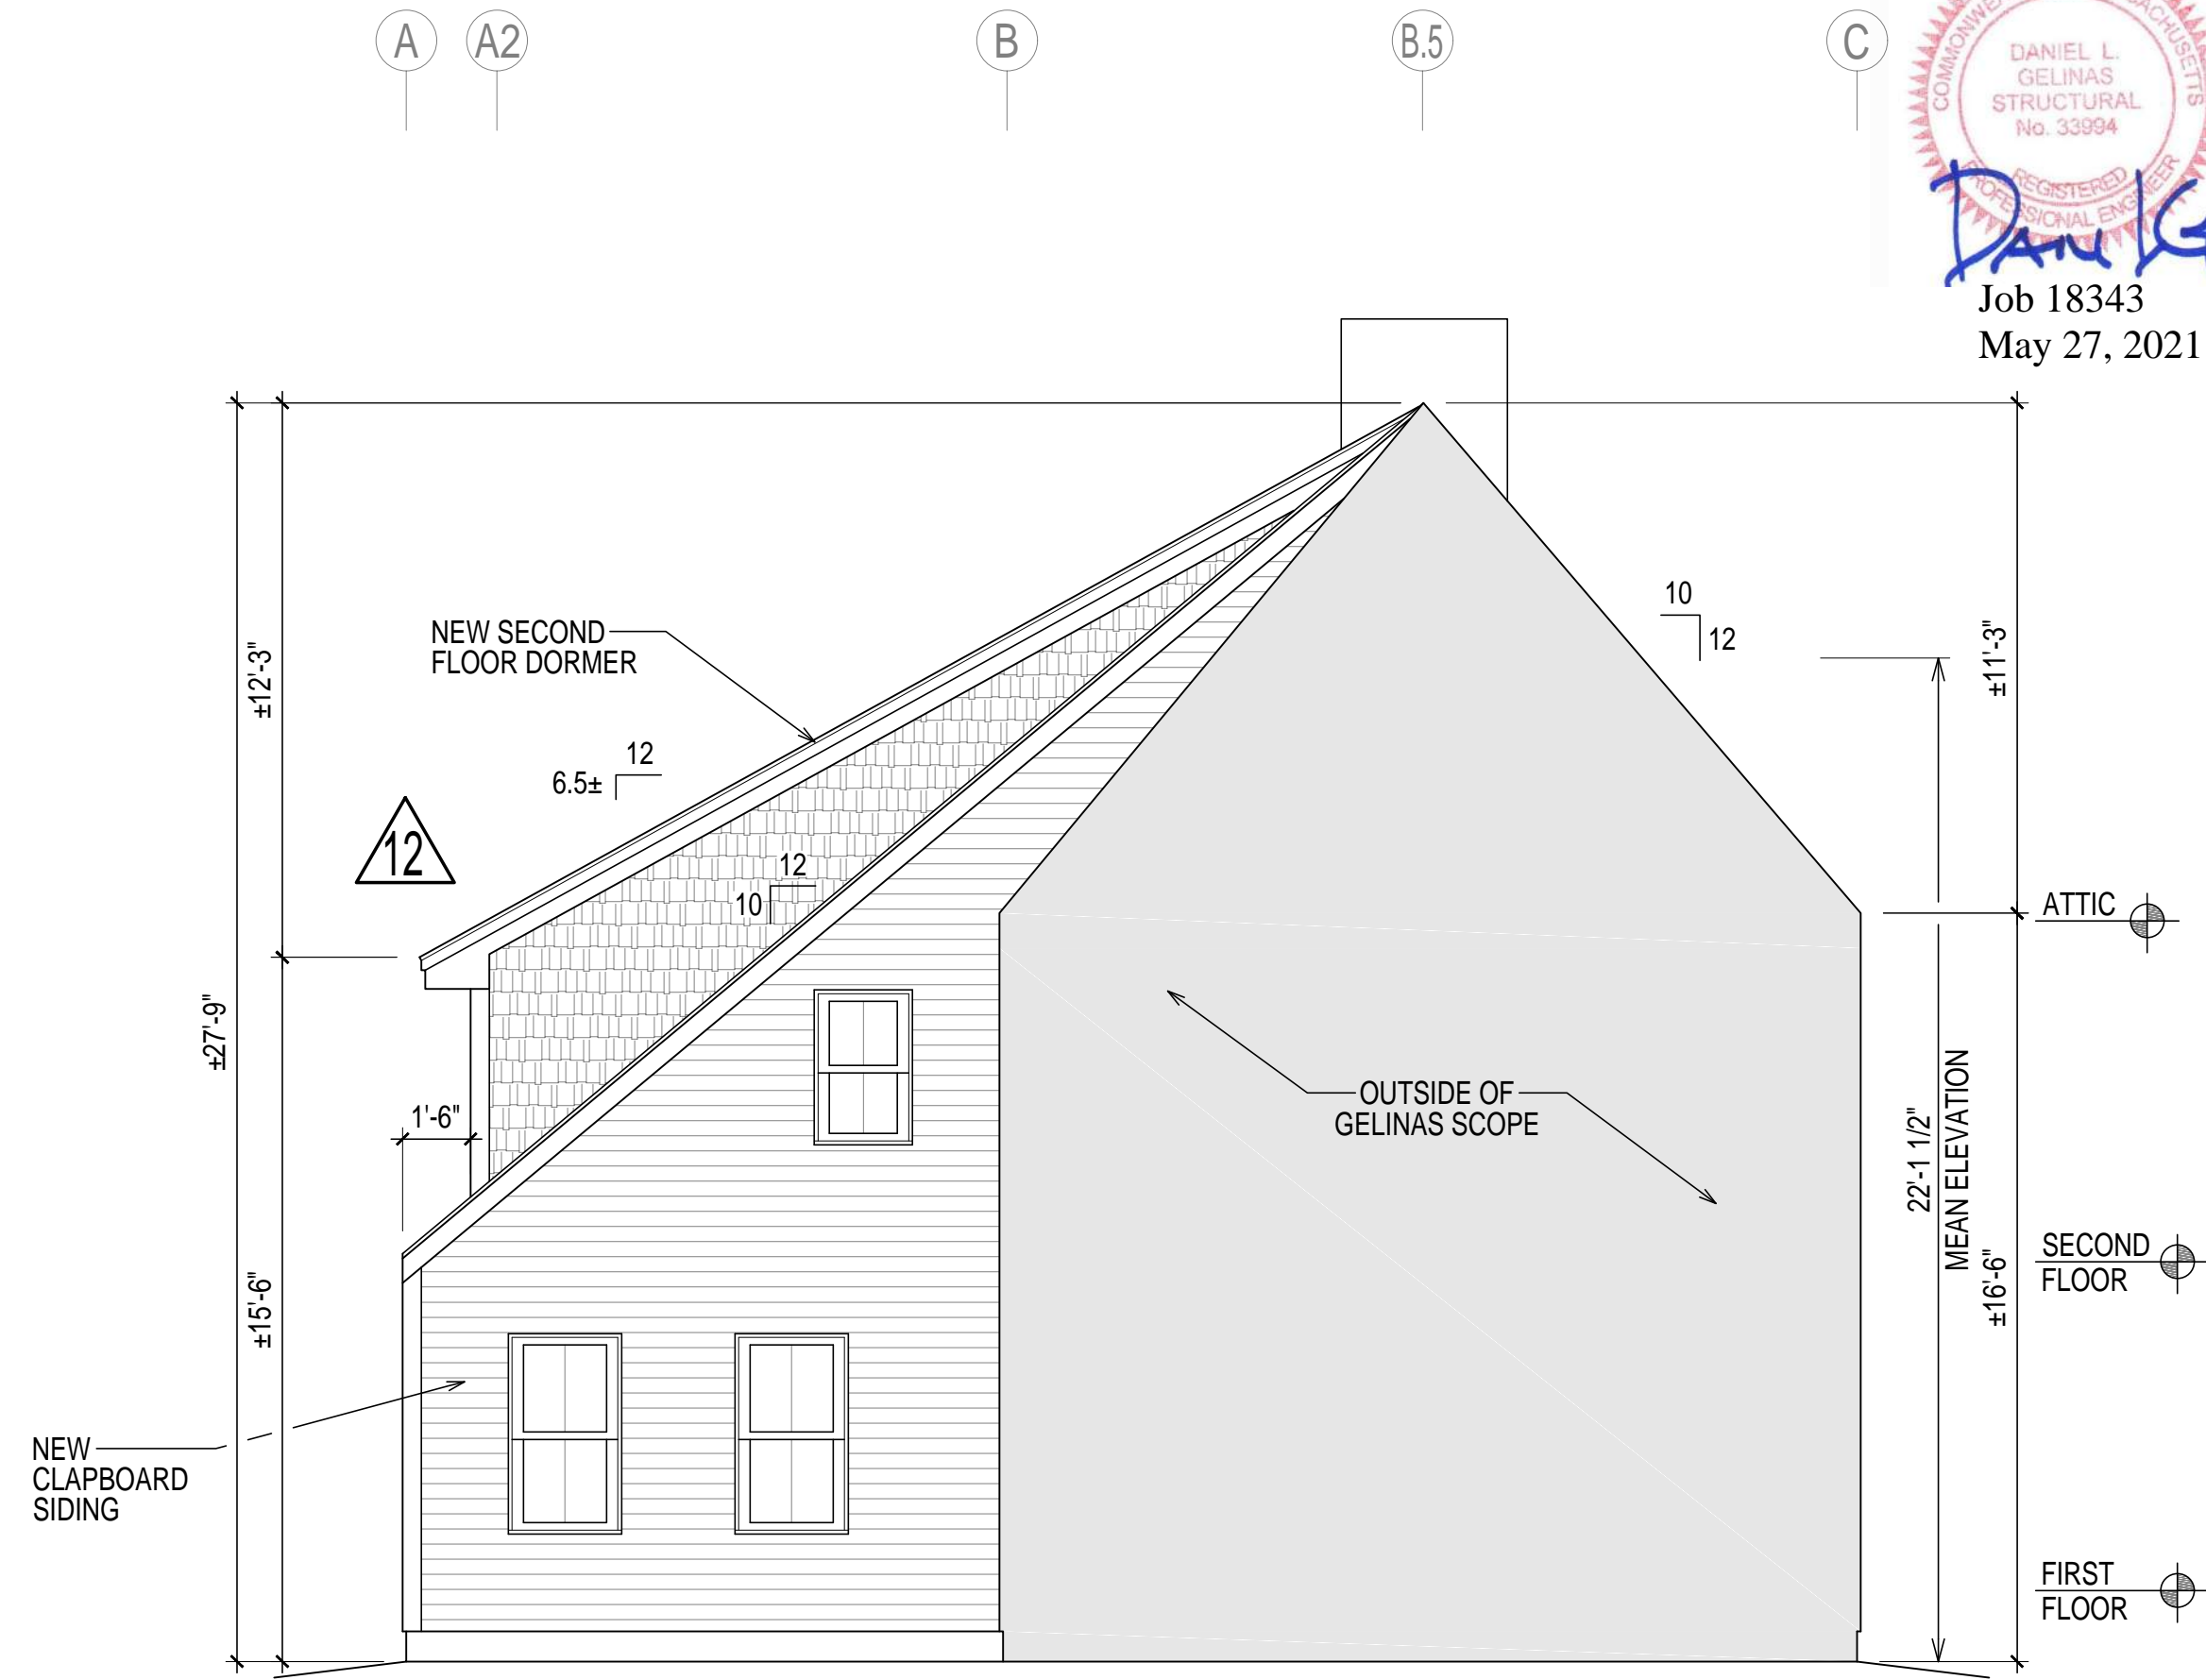 A
A2
B
B.5
C
DANIEL L.
GELINAS
STRUCTURAL
No. 33994
REGISTERED
PROFESSIONAL ENGINEER
Job 18343
May 27, 2021
±12'-3"
NEW SECOND
FLOOR DORMER
12
6.5±
12
12
10
10
12
±11'-3"
ATTIC
±27'-9"
1'-6"
OUTSIDE OF
GELINAS SCOPE
22'-1 1/2"
MEAN ELEVATION
SECOND
FLOOR
±16'-6"
±15'-6"
NEW
CLAPBOARD
SIDING
FIRST
FLOOR